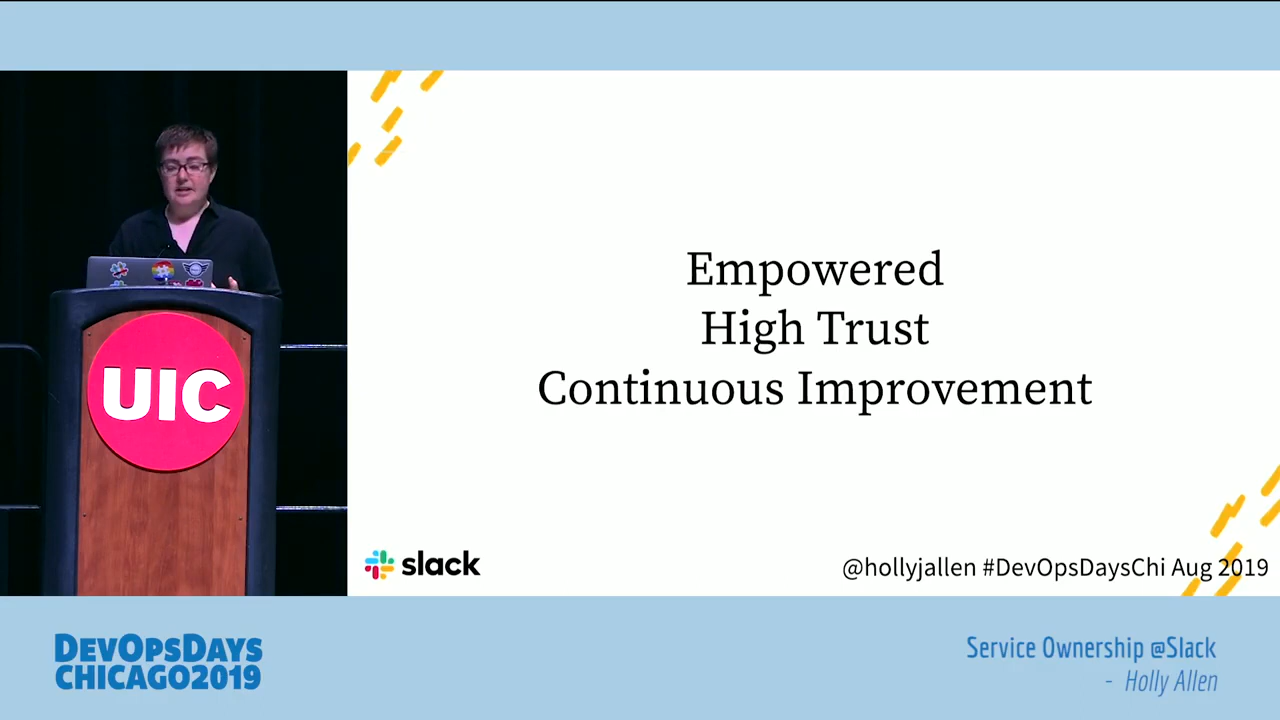 Empowered
High Trust
Continuous Improvement
UIC
slack
@hollyjallen #DevOpsDaysChi Aug 2019
DEVOPSDAYS
CHICAGO2019
Service Ownership @Slack
- Holly Allen